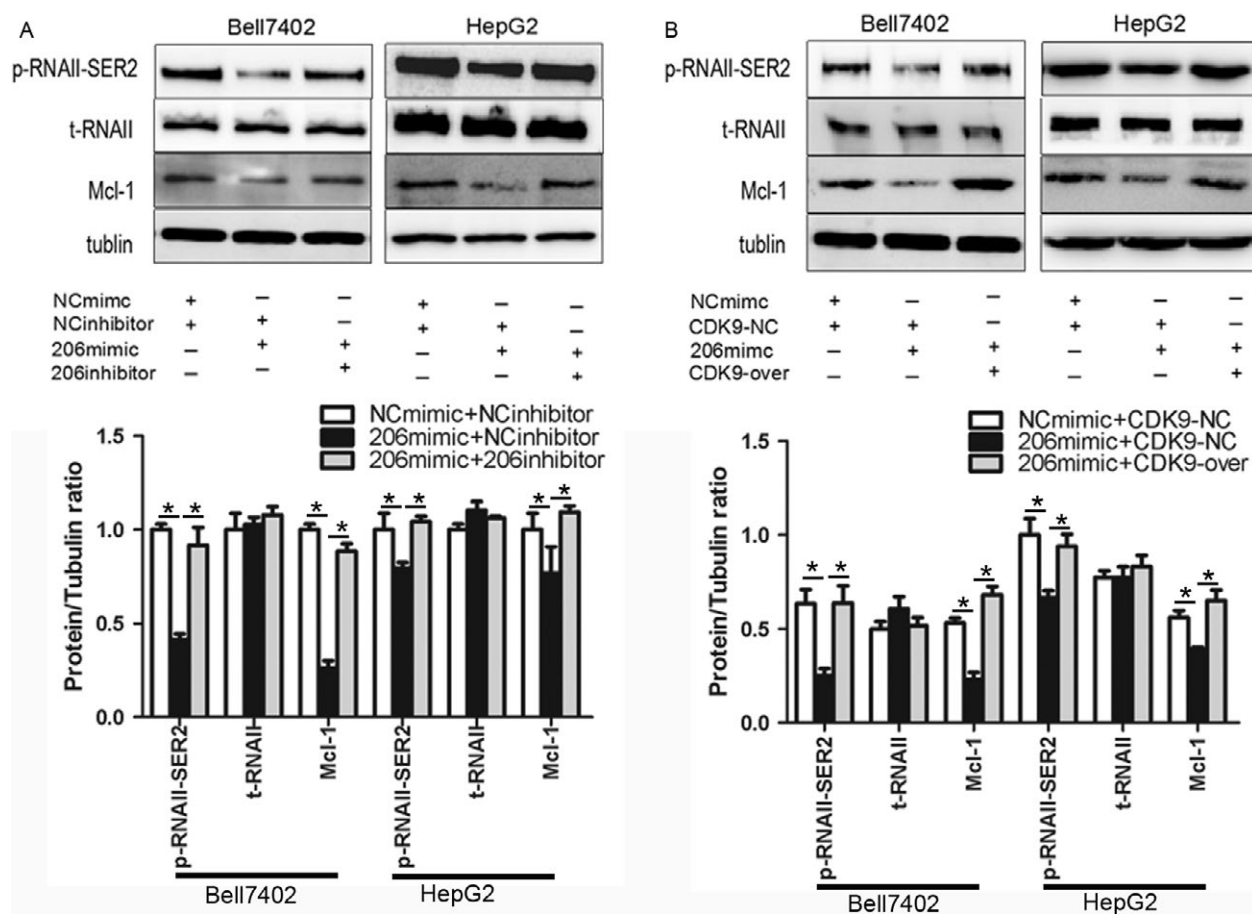 A
Bell7402
HepG2
p-RNAII-SER2
t-RNAII
Mcl-1
tublin
NCmimc + – – + – –
NCinhibitor + + – + + –
206mimic – + + – + +
206inhibitor – – + – – +
NCmimic+NCinhibitor
206mimic+NCinhibitor
206mimic+206inhibitor
Protein/Tubulin ratio
1.5
1.0
0.5
0.0
* * * * * * * *
p-RNAII-SER2
t-RNAII
Mcl-1
p-RNAII-SER2
t-RNAII
Mcl-1
Bell7402
HepG2
B
Bell7402
HepG2
p-RNAII-SER2
t-RNAII
Mcl-1
tublin
NCmimc + – – + – –
CDK9-NC + + – + + –
206mimc – + + – + +
CDK9-over – – + – – +
NCmimic+CDK9-NC
206mimic+CDK9-NC
206mimic+CDK9-over
Protein/Tubulin ratio
1.5
1.0
0.5
0.0
* * * * * * * *
p-RNAII-SER2
t-RNAII
Mcl-1
p-RNAII-SER2
t-RNAII
Mcl-1
Bell7402
HepG2